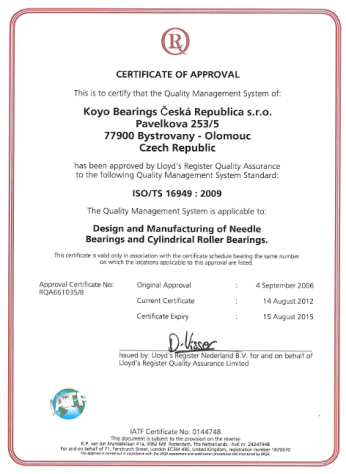 CERTIFICATE OF APPROVAL
This is to certify that the Quality Management System of:
Koyo Bearings Česká Republica s.r.o.
Pavelkova 253/5
77900 Bystrovany - Olomouc
Czech Republic
has been approved by Lloyd's Register Quality Assurance
to the following Quality Management System Standard:
ISO/TS 16949 : 2009
The Quality Management System is applicable to:
Design and Manufacturing of Needle
Bearings and Cylindrical Roller Bearings.
This certificate is valid only in association with the certificate schedule bearing the same number
on which the locations applicable to this approval are listed.
Approval Certificate No: Original Approval : 4 September 2006
RQA661035/B
Current Certificate : 14 August 2012
Certificate Expiry : 15 August 2015
D. Visser
Issued by: Lloyd's Register Nederland B.V. for and on behalf of
Lloyd's Register Quality Assurance Limited
IATF Certificate No: 0144748
This document is subject to the provision on the reverse
K.P. van der Mandelelaan 41a, 3062 MB Rotterdam, The Netherlands - KvK nr. 24247948
For and on behalf of 71, Fenchurch Street, London EC3M 4BS, United Kingdom, registration number 1879370
This approval is carried out in accordance with the LRQA assessment and certification procedures and monitored by LRQA.